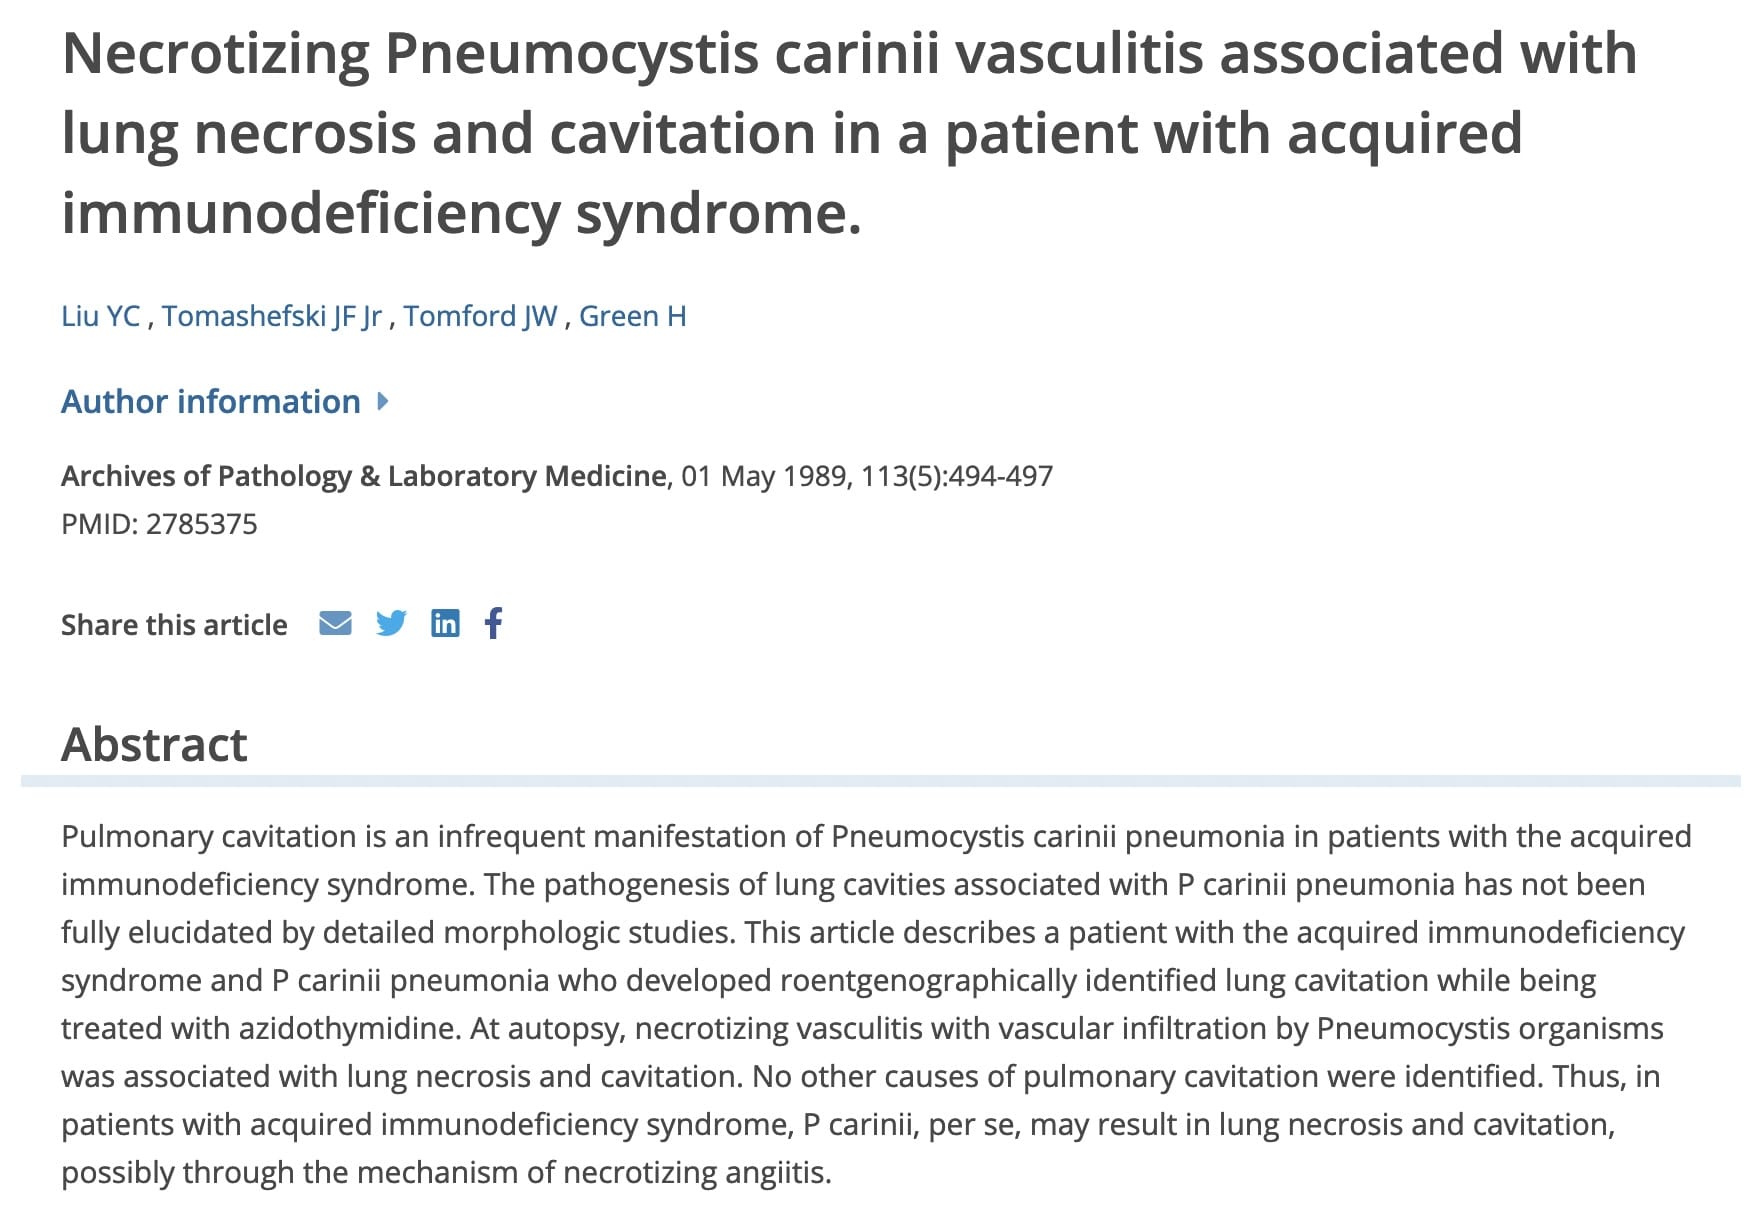 Necrotizing Pneumocystis carinii vasculitis associated with
lung necrosis and cavitation in a patient with acquired
immunodeficiency syndrome.
Liu YC , Tomashefski JF Jr , Tomford JW , Green H
Author information
Archives of Pathology & Laboratory Medicine, 01 May 1989, 113(5):494-497
PMID: 2785375
Share this article
Abstract
Pulmonary cavitation is an infrequent manifestation of Pneumocystis carinii pneumonia in patients with the acquired
immunodeficiency syndrome. The pathogenesis of lung cavities associated with P carinii pneumonia has not been
fully elucidated by detailed morphologic studies. This article describes a patient with the acquired immunodeficiency
syndrome and P carinii pneumonia who developed roentgenographically identified lung cavitation while being
treated with azidothymidine. At autopsy, necrotizing vasculitis with vascular infiltration by Pneumocystis organisms
was associated with lung necrosis and cavitation. No other causes of pulmonary cavitation were identified. Thus, in
patients with acquired immunodeficiency syndrome, P carinii, per se, may result in lung necrosis and cavitation,
possibly through the mechanism of necrotizing angiitis.